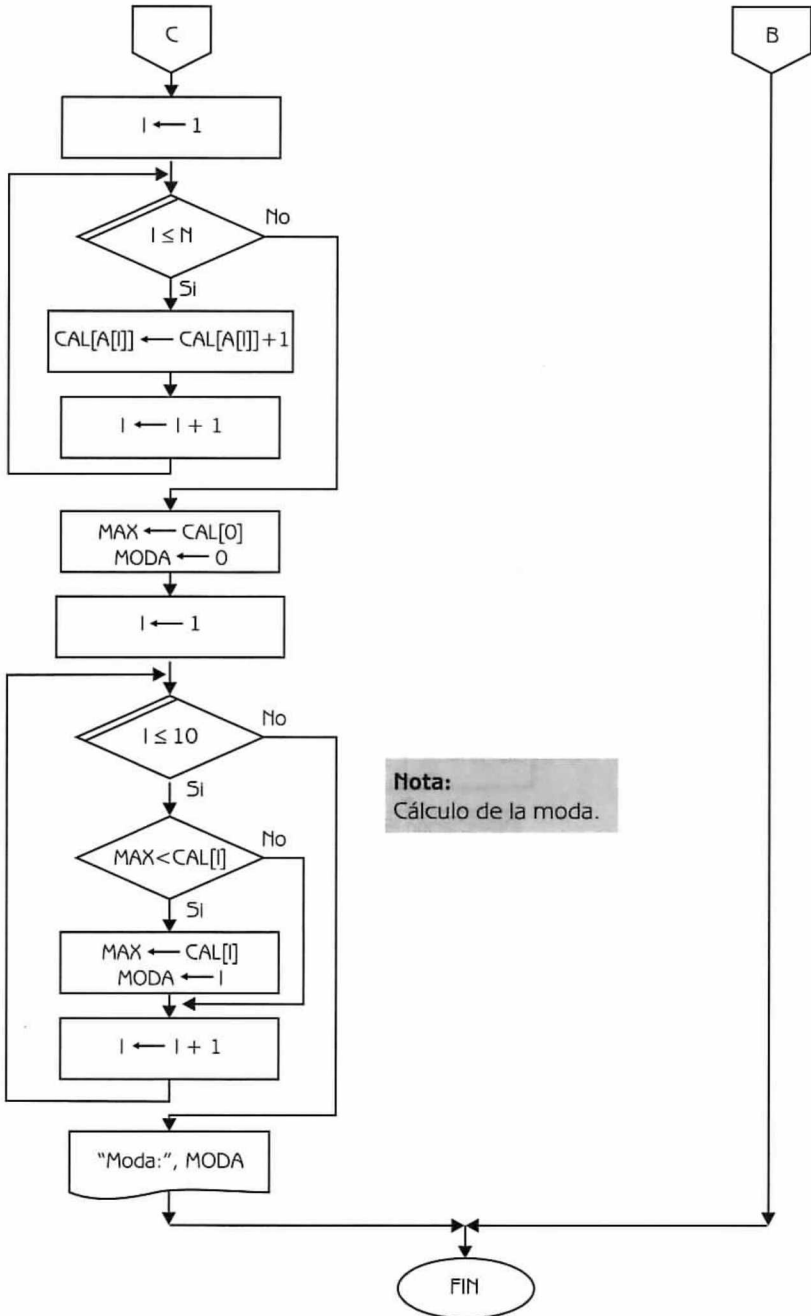 C
B
I ← 1
I ≤ N
No
Si
CAL[A[I]] ← CAL[A[I]]+1
I ← I + 1
MAX ← CAL[0]
MODA ← 0
I ← 1
I ≤ 10
No
Si
Nota:
Cálculo de la moda.
MAX<CAL[I]
No
Si
MAX ← CAL[I]
MODA ← I
I ← I + 1
"Moda:", MODA
FIN